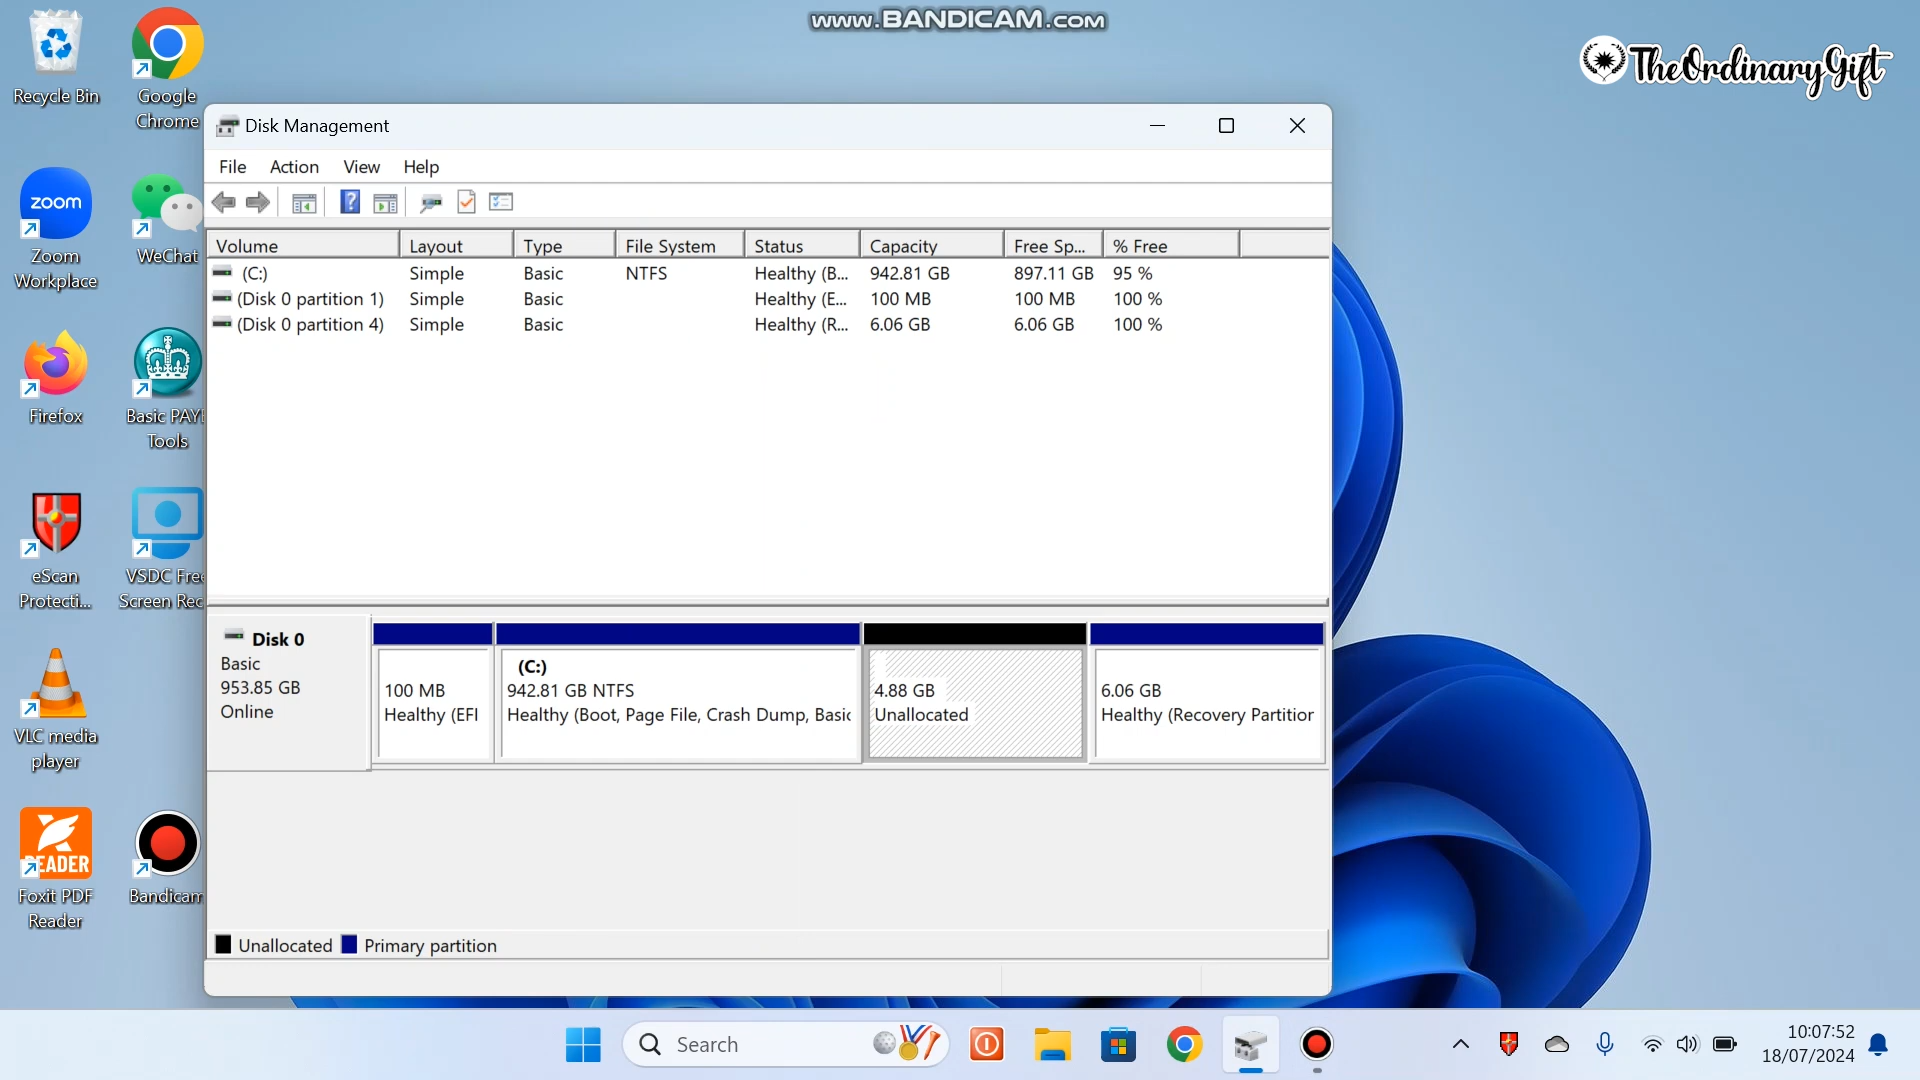 www.BANDICAM.com
TheOrdinaryGift
Recycle Bin
Google
Chrome
zoom
Zoom
Workplace
WeChat
Firefox
Basic PAYE
Tools
eScan
Protecti...
VSDC Free
Screen Rec
VLC media
player
READER
Foxit PDF
Reader
Bandicam
Disk Management
File Action View Help
Volume Layout Type File System Status Capacity Free Sp... % Free
(C:) Simple Basic NTFS Healthy (B... 942.81 GB 897.11 GB 95 %
(Disk 0 partition 1) Simple Basic Healthy (E... 100 MB 100 MB 100 %
(Disk 0 partition 4) Simple Basic Healthy (R... 6.06 GB 6.06 GB 100 %
Disk 0
Basic
953.85 GB
Online
100 MB
Healthy (EFI
(C:)
942.81 GB NTFS
Healthy (Boot, Page File, Crash Dump, Basic
4.88 GB
Unallocated
6.06 GB
Healthy (Recovery Partition
Unallocated Primary partition
Search
10:07:52
18/07/2024